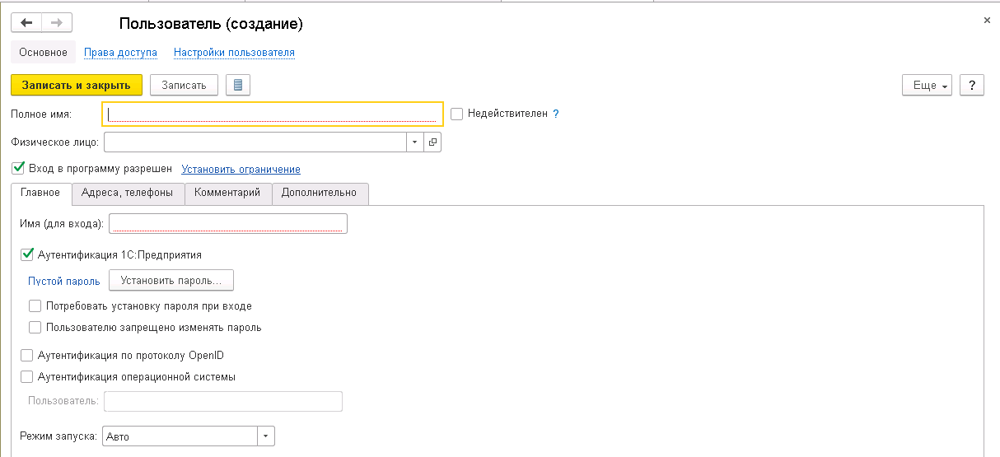 Пользователь (создание)
Основное Права доступа Настройки пользователя
Записать и закрыть Записать Еще ?
Полное имя: Недействителен ?
Физическое лицо:
Вход в программу разрешен Установить ограничение
Главное Адреса, телефоны Комментарий Дополнительно
Имя (для входа):
Аутентификация 1С:Предприятия
Пустой пароль Установить пароль...
Потребовать установку пароля при входе
Пользователю запрещено изменять пароль
Аутентификация по протоколу OpenID
Аутентификация операционной системы
Пользователь:
Режим запуска: Авто